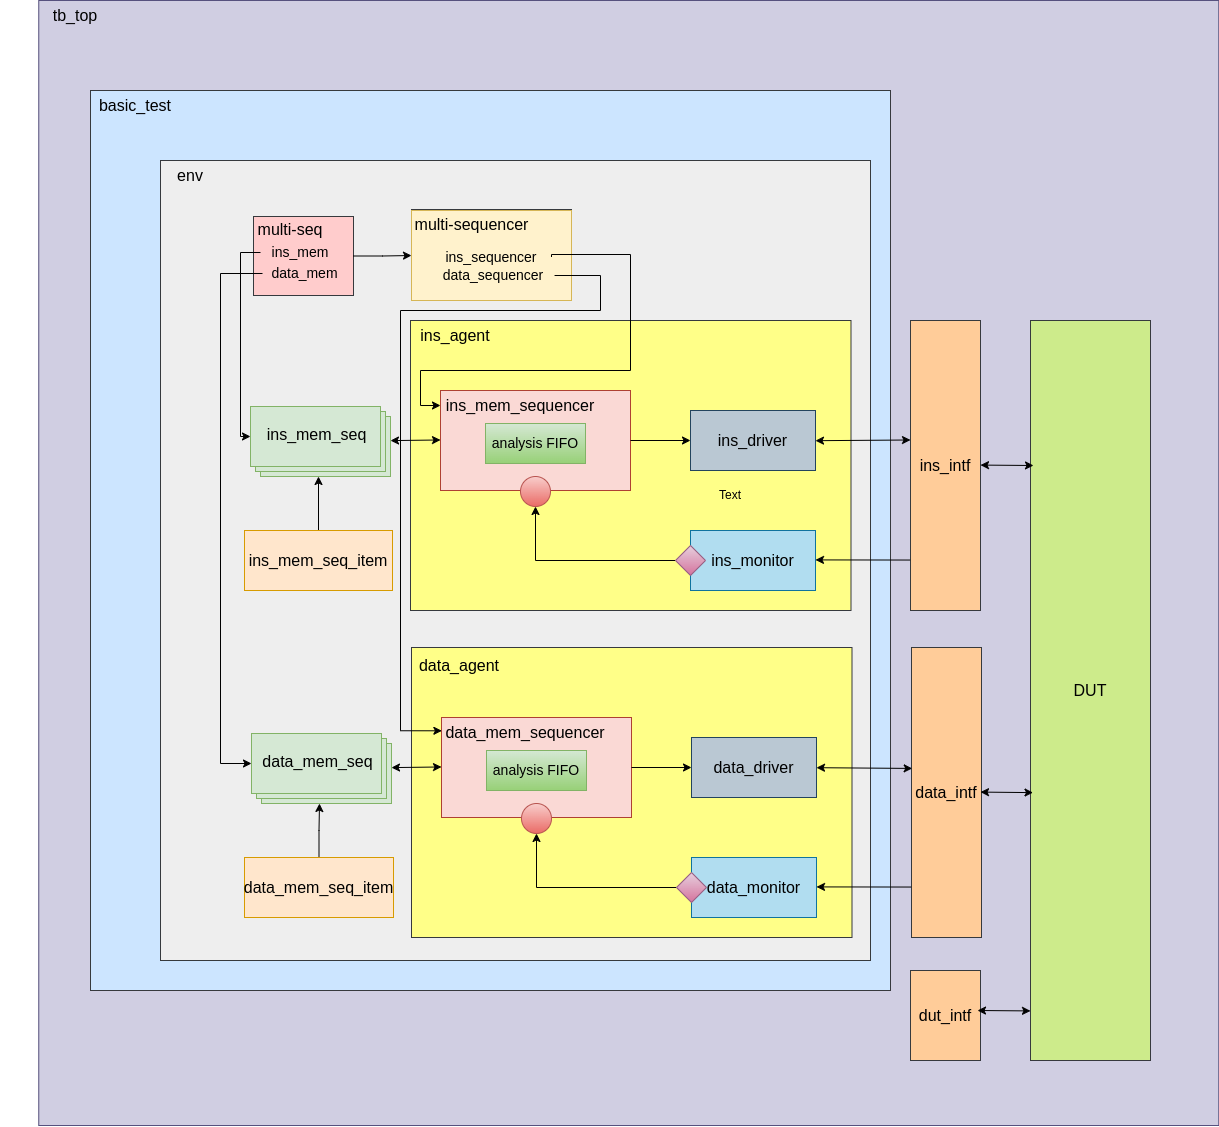 tb_top
basic_test
env
multi-seq
ins_mem
data_mem
multi-sequencer
ins_sequencer
data_sequencer
ins_agent
ins_mem_sequencer
analysis FIFO
ins_mem_seq
ins_driver
ins_intf
Text
ins_mem_seq_item
ins_monitor
data_agent
DUT
data_mem_sequencer
analysis FIFO
data_mem_seq
data_driver
data_intf
data_mem_seq_item
data_monitor
dut_intf